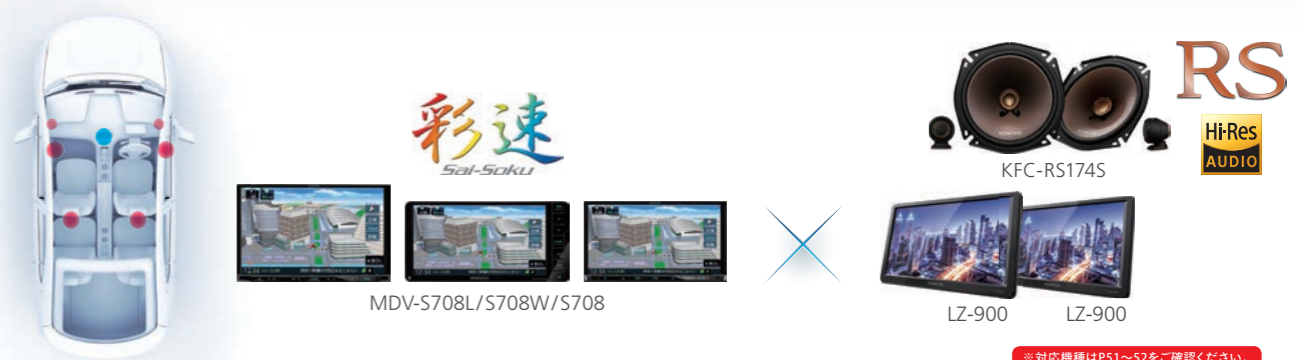 彩速
Sai-Soku
MDV-S708L/S708W/S708
RS
Hi-Res
AUDIO
KFC-RS174S
LZ-900
LZ-900
※対応機種はP51〜52をご確認ください。